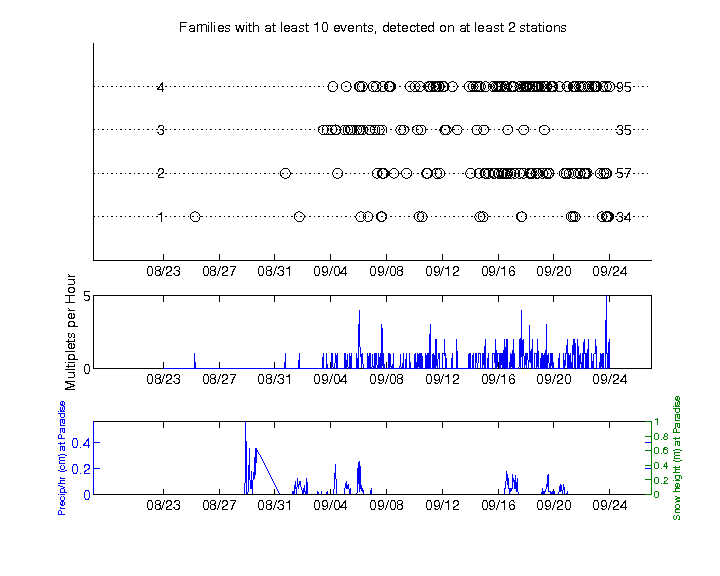 Families with at least 10 events, detected on at least 2 stations
4 95
3 35
2 57
1 34
08/23 08/27 08/31 09/04 09/08 09/12 09/16 09/20 09/24
Multiplets per Hour
5
0
08/23 08/27 08/31 09/04 09/08 09/12 09/16 09/20 09/24
Precip/hr (cm) at Paradise
0.4
0.2
0
1
0.8
0.6
0.4
0.2
0
Snow height (m) at Paradise
08/23 08/27 08/31 09/04 09/08 09/12 09/16 09/20 09/24